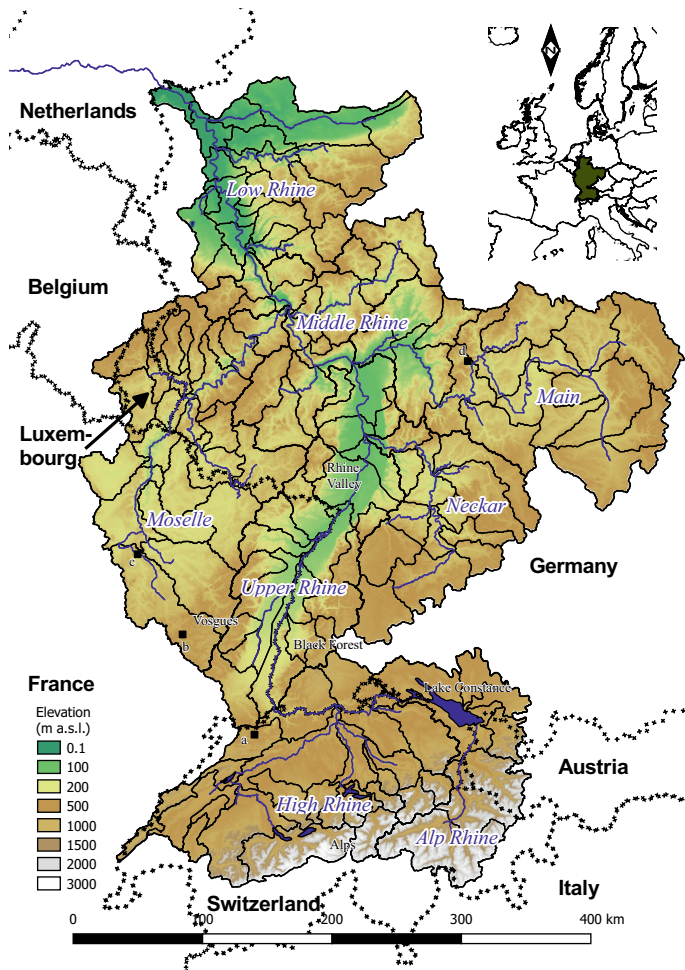 N
Netherlands
Low Rhine
Belgium
Middle Rhine
d
Main
Luxem-
bourg
Rhine
Valley
Neckar
Moselle
c
Germany
Upper Rhine
Vosgues
b
Black Forest
France
Lake Constance
Elevation
(m a.s.l.)
0.1
100
200
500
1000
1500
2000
3000
a
Austria
High Rhine
Alp Rhine
Alps
Switzerland
Italy
0
100
200
300
400 km